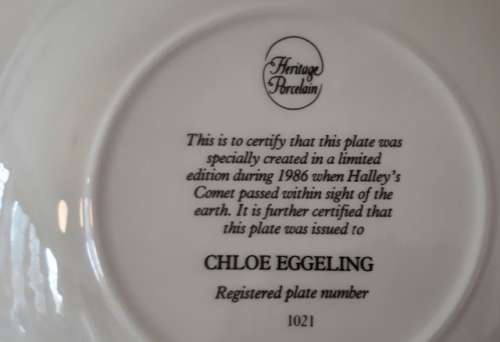 Heritage
Porcelain
This is to certify that this plate was
specially created in a limited
edition during 1986 when Halley's
Comet passed within sight of the
earth. It is further certified that
this plate was issued to
CHLOE EGGELING
Registered plate number
1021